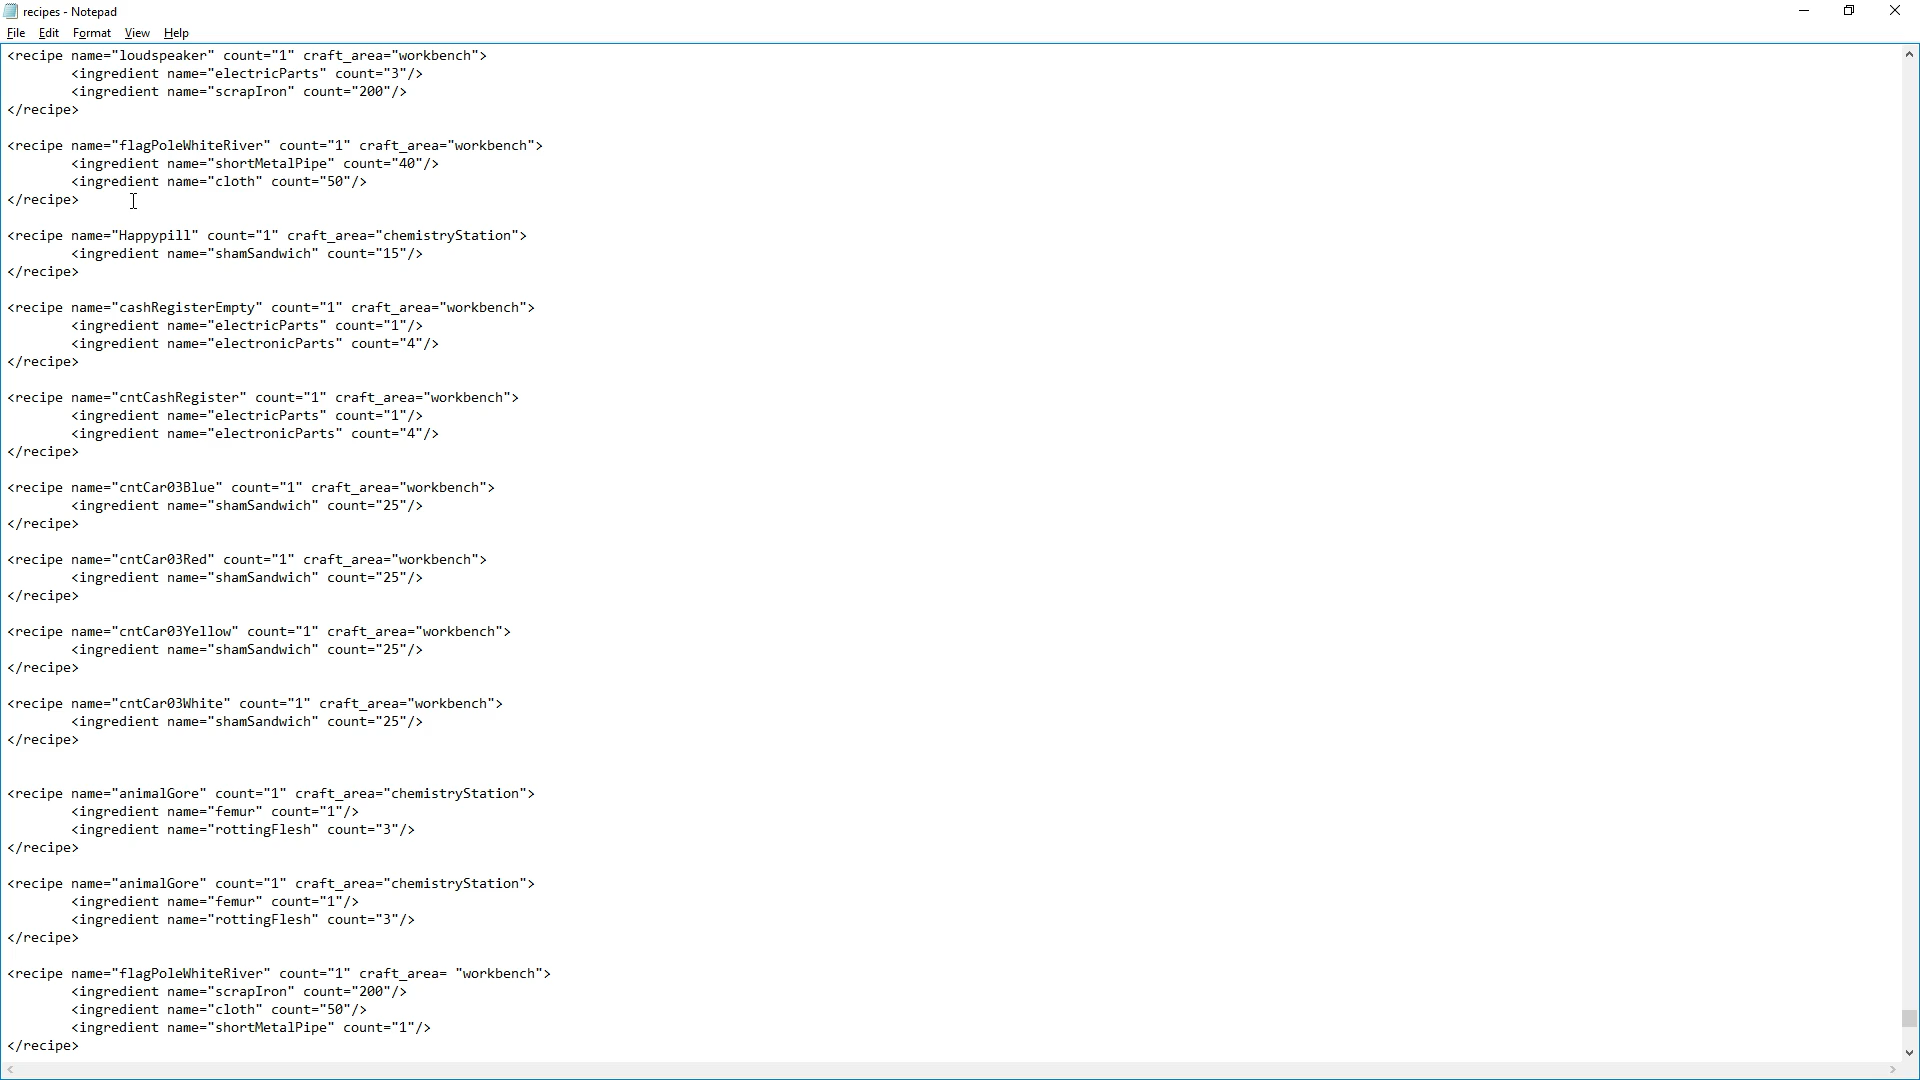 recipes - Notepad
File Edit Format View Help
<recipe name="loudspeaker" count="1" craft_area="workbench">
<ingredient name="electricParts" count="3"/>
<ingredient name="scrapIron" count="200"/>
</recipe>
<recipe name="flagPoleWhiteRiver" count="1" craft_area="workbench">
<ingredient name="shortMetalPipe" count="40"/>
<ingredient name="cloth" count="50"/>
</recipe>
<recipe name="Happypill" count="1" craft_area="chemistryStation">
<ingredient name="shamSandwich" count="15"/>
</recipe>
<recipe name="cashRegisterEmpty" count="1" craft_area="workbench">
<ingredient name="electricParts" count="1"/>
<ingredient name="electronicParts" count="4"/>
</recipe>
<recipe name="cntCashRegister" count="1" craft_area="workbench">
<ingredient name="electricParts" count="1"/>
<ingredient name="electronicParts" count="4"/>
</recipe>
<recipe name="cntCar03Blue" count="1" craft_area="workbench">
<ingredient name="shamSandwich" count="25"/>
</recipe>
<recipe name="cntCar03Red" count="1" craft_area="workbench">
<ingredient name="shamSandwich" count="25"/>
</recipe>
<recipe name="cntCar03Yellow" count="1" craft_area="workbench">
<ingredient name="shamSandwich" count="25"/>
</recipe>
<recipe name="cntCar03White" count="1" craft_area="workbench">
<ingredient name="shamSandwich" count="25"/>
</recipe>
<recipe name="animalGore" count="1" craft_area="chemistryStation">
<ingredient name="femur" count="1"/>
<ingredient name="rottingFlesh" count="3"/>
</recipe>
<recipe name="animalGore" count="1" craft_area="chemistryStation">
<ingredient name="femur" count="1"/>
<ingredient name="rottingFlesh" count="3"/>
</recipe>
<recipe name="flagPoleWhiteRiver" count="1" craft_area= "workbench">
<ingredient name="scrapIron" count="200"/>
<ingredient name="cloth" count="50"/>
<ingredient name="shortMetalPipe" count="1"/>
</recipe>